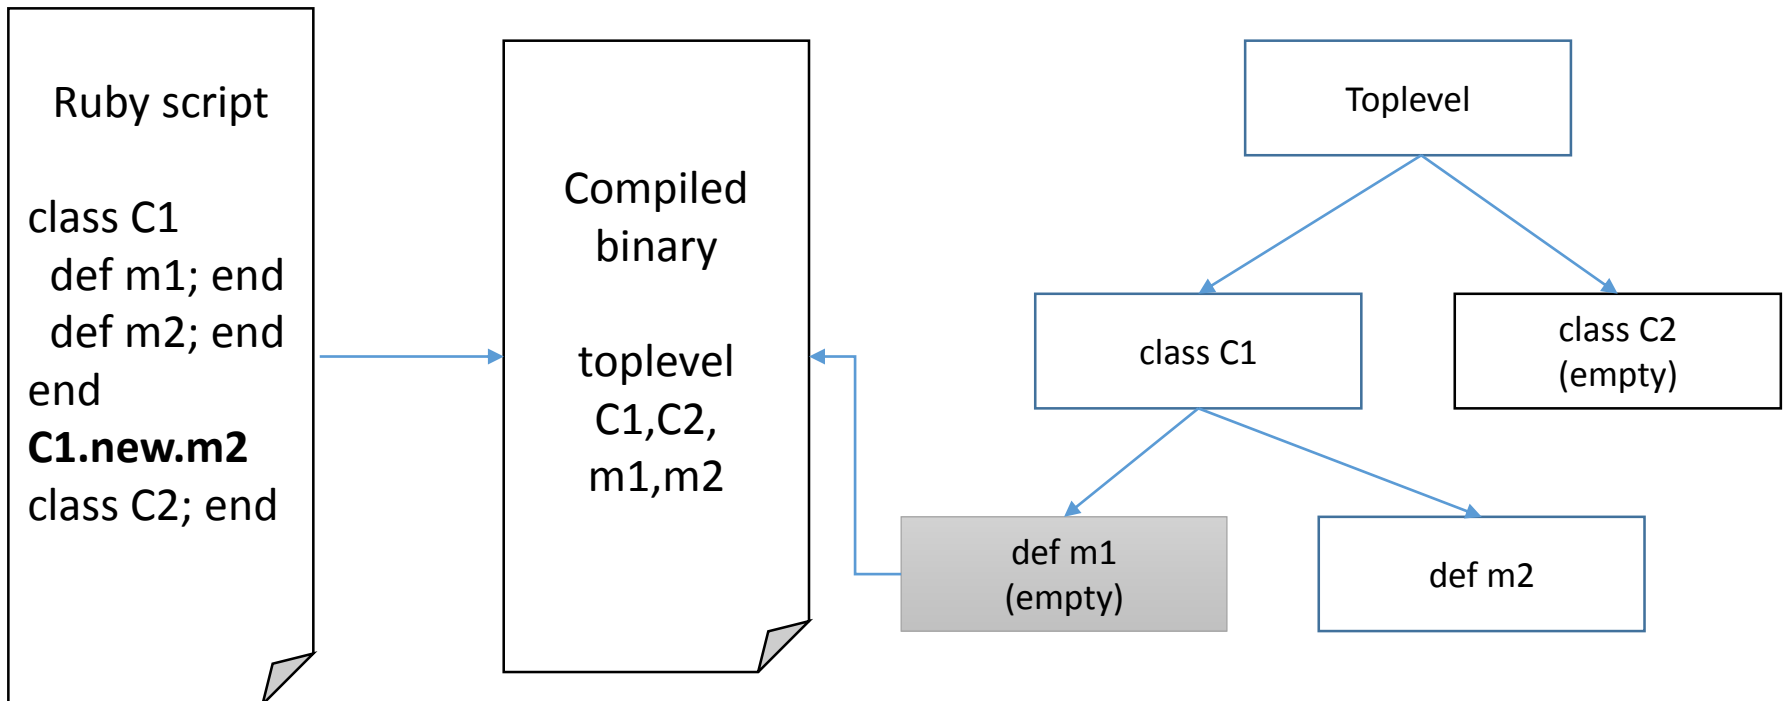 Ruby script
class C1
def m1; end
def m2; end
end
C1.new.m2
class C2; end
Compiled
binary
toplevel
C1,C2,
m1,m2
Toplevel
class C1
class C2
(empty)
def m1
(empty)
def m2